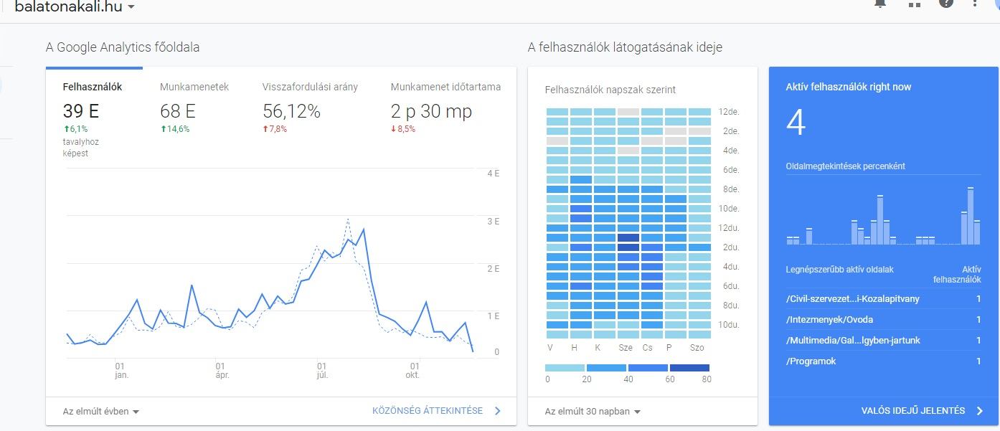 balatonakali.hu
A Google Analytics főoldala
A felhasználók látogatásának ideje
Felhasználók
39 E
6,1%
tavalyhoz
képest
Munkamenetek
68 E
14,6%
Visszafordulási arány
56,12%
7,8%
Munkamenet időtartama
2 p 30 mp
8,5%
4 E
3 E
2 E
1 E
0
01
jan.
01
ápr.
01
júl.
01
okt.
Az elmúlt évben
KÖZÖNSÉG ÁTTEKINTÉSE
Felhasználók napszak szerint
12de.
2de.
4de.
6de.
8de.
10de.
12du.
2du.
4du.
6du.
8du.
10du.
V H K Sze Cs P Szo
0 20 40 60 80
Az elmúlt 30 napban
Aktív felhasználók right now
4
Oldalmegtekintések percenként
Legnépszerűbb aktív oldalak
Aktív
felhasználók
/Civil-szervezet...i-Kozalapitvany 1
/Intezmenyek/Ovoda 1
/Multimedia/Gal...lgyben-jartunk 1
/Programok 1
VALÓS IDEJŰ JELENTÉS